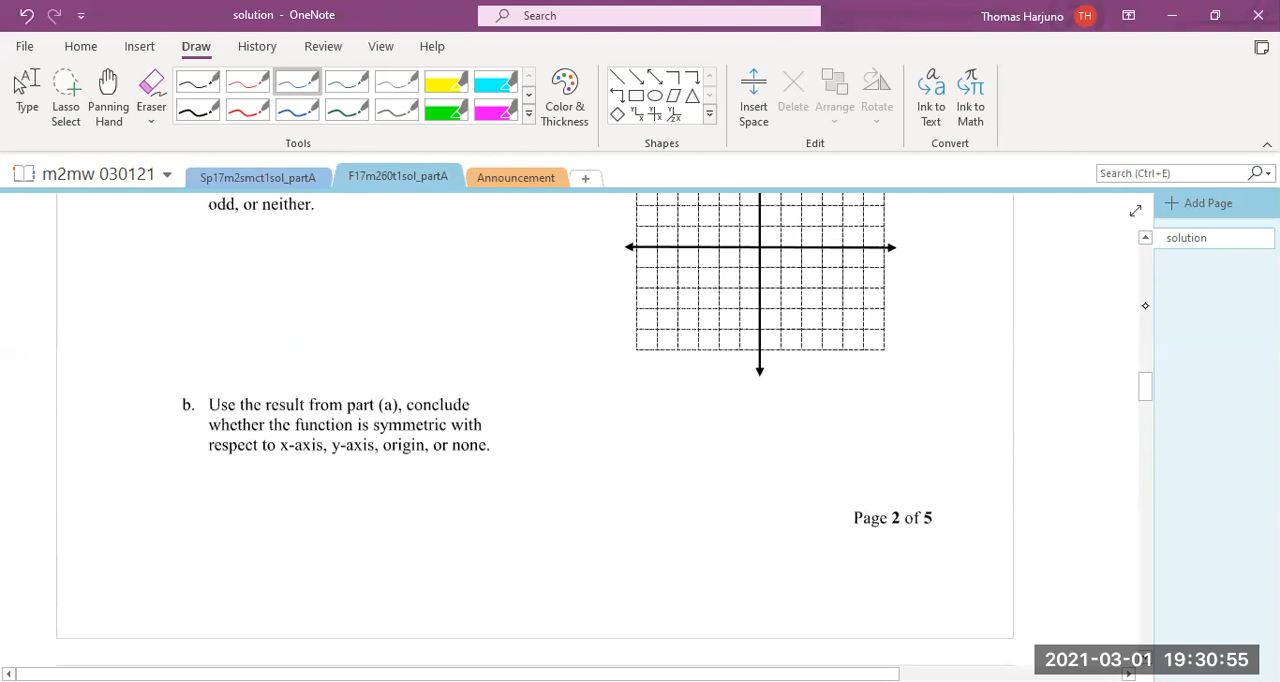 solution - OneNote
Search
Thomas Harjuno
TH
File
Home
Insert
Draw
History
Review
View
Help
Type
Lasso Select
Panning Hand
Eraser
Color & Thickness
Insert Space
Delete
Arrange
Rotate
Ink to Text
Ink to Math
Tools
Shapes
Edit
Convert
m2mw 030121
Sp17m2smct1sol_partA
F17m260t1sol_partA
Announcement
Search (Ctrl+E)
Add Page
solution
odd, or neither.
b. Use the result from part (a), conclude
whether the function is symmetric with
respect to x-axis, y-axis, origin, or none.
Page 2 of 5
2021-03-01 19:30:55